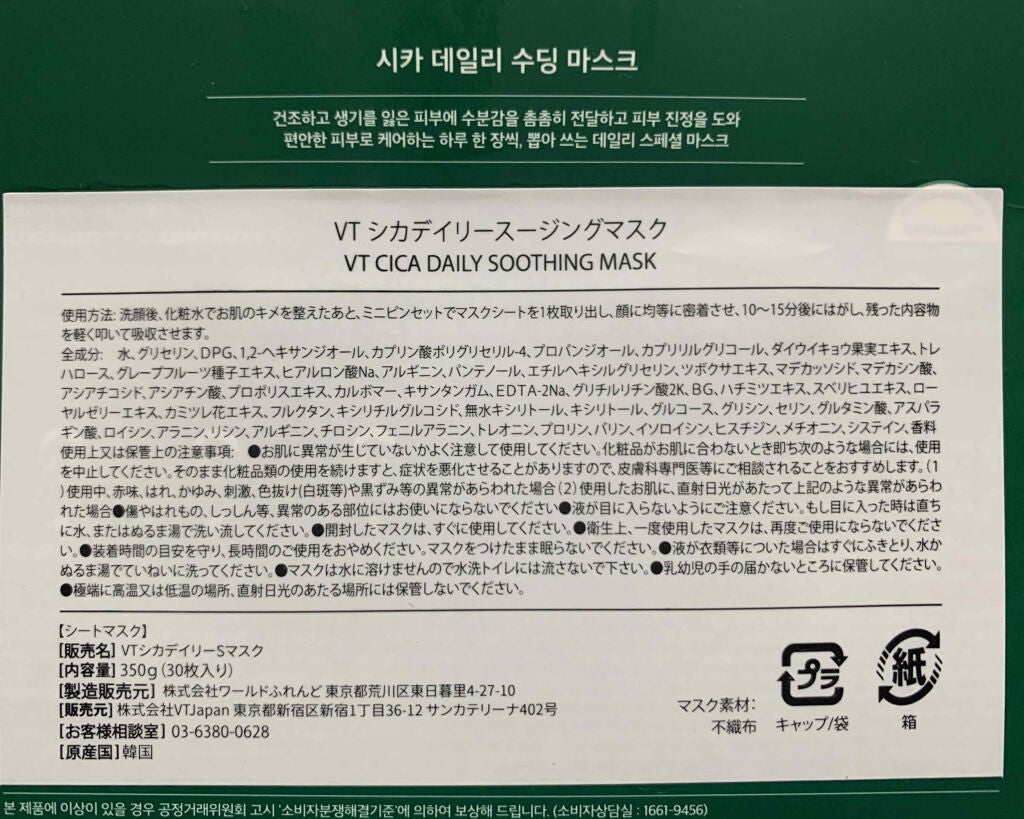 시카 데일리 수딩 마스크
건조하고 생기를 잃은 피부에 수분감을 촘촘히 전달하고 피부 진정을 도와
편안한 피부로 케어하는 하루 한 장씩, 뽑아 쓰는 데일리 스페셜 마스크
VT シカデイリースージングマスク
VT CICA DAILY SOOTHING MASK
使用方法: 洗顔後、化粧水でお肌のキメを整えたあと、ミニピンセットでマスクシートを1枚取り出し、顔に均等に密着させ、10〜15分後にはがし、残った内容物
を軽く叩いて吸収させます。
全成分: 水、グリセリン、DPG、1,2-ヘキサンジオール、カプリン酸ポリグリセリル-4、プロパンジオール、カプリリルグリコール、ダイウイキョウ果実エキス、トレ
ハロース、グレープフルーツ種子エキス、ヒアルロン酸Na、アルギニン、パンテノール、エチルヘキシルグリセリン、ツボクサエキス、マデカッソシド、マデカシン酸、
アシアチコシド、アシアチン酸、プロポリスエキス、カルボマー、キサンタンガム、EDTA-2Na、グリチルリチン酸2K、BG、ハチミツエキス、スベリヒユエキス、ロー
ヤルゼリーエキス、カミツレ花エキス、フルクタン、キシリチルグルコシド、無水キシリトール、キシリトール、グルコース、グリシン、セリン、グルタミン酸、アスパラ
ギン酸、ロイシン、アラニン、リシン、アルギニン、チロシン、フェニルアラニン、トレオニン、プロリン、バリン、イソロイシン、ヒスチジン、メチオニン、システイン、香料
使用上又は保管上の注意事項: ●お肌に異常が生じていないかよく注意して使用してください。化粧品がお肌に合わないとき即ち次のような場合には、使用
を中止してください。そのまま化粧品類の使用を続けますと、症状を悪化させることがありますので、皮膚科専門医等にご相談されることをおすすめします。(1
)使用中、赤味、はれ、かゆみ、刺激、色抜け(白斑等)や黒ずみ等の異常があらわれた場合(2)使用したお肌に、直射日光があたって上記のような異常があらわ
れた場合●傷やはれもの、しっしん等、異常のある部位にはお使いにならないでください●液が目に入らないようにご注意ください。もし目に入った時は直ち
に水、またはぬるま湯で洗い流してください。●開封したマスクは、すぐに使用してください。●衛生上、一度使用したマスクは、再度ご使用にならないでくださ
い。●装着時間の目安を守り、長時間のご使用をおやめください。マスクをつけたまま眠らないでください。●液が衣類等についた場合はすぐにふきとり、水か
ぬるま湯でていねいに洗ってください。●マスクは水に溶けませんので水洗トイレには流さないで下さい。●乳幼児の手の届かないところに保管してください。
●極端に高温又は低温の場所、直射日光のあたる場所には保管しないでください。
【シートマスク】
[販売名] VTシカデイリーSマスク
[内容量] 350g (30枚入り)
[製造販売元] 株式会社ワールドふれんど 東京都荒川区東日暮里4-27-10
[販売元] 株式会社VTJapan 東京都新宿区新宿1丁目36-12 サンカテリーナ402号
[お客様相談室] 03-6380-0628
[原産国] 韓国
マスク素材:
不織布
プラ
キャップ/袋
紙
箱
본 제품에 이상이 있을 경우 공정거래위원회 고시 '소비자분쟁해결기준'에 의하여 보상해 드립니다. (소비자상담실 : 1661-9456)